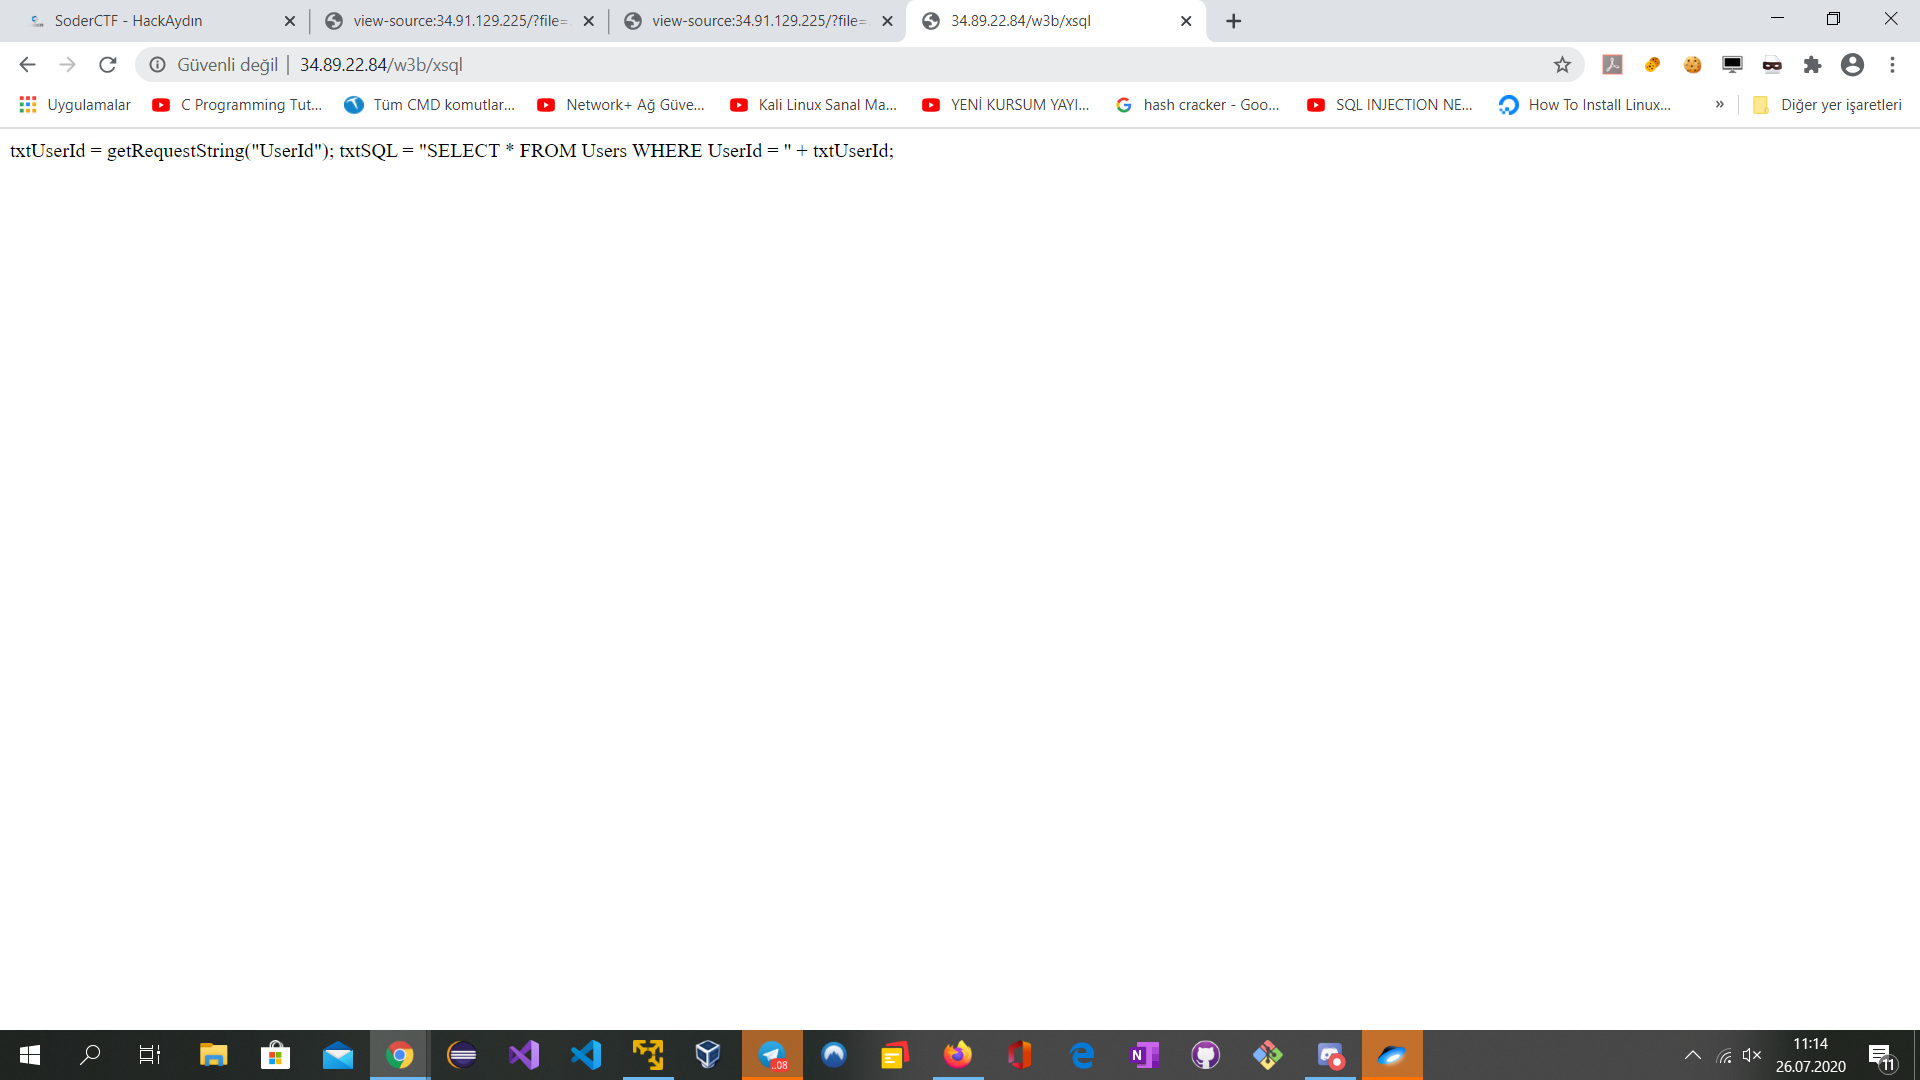 SoderCTF - HackAydın
view-source:34.91.129.225/?file=
view-source:34.91.129.225/?file=
34.89.22.84/w3b/xsql
Güvenli değil | 34.89.22.84/w3b/xsql
Uygulamalar
C Programming Tut...
Tüm CMD komutlar...
Network+ Ağ Güve...
Kali Linux Sanal Ma...
YENİ KURSUM YAYI...
hash cracker - Goo...
SQL INJECTION NE...
How To Install Linux...
»
Diğer yer işaretleri
txtUserId = getRequestString("UserId"); txtSQL = "SELECT * FROM Users WHERE UserId = " + txtUserId;
..08
N
11:14
26.07.2020
11